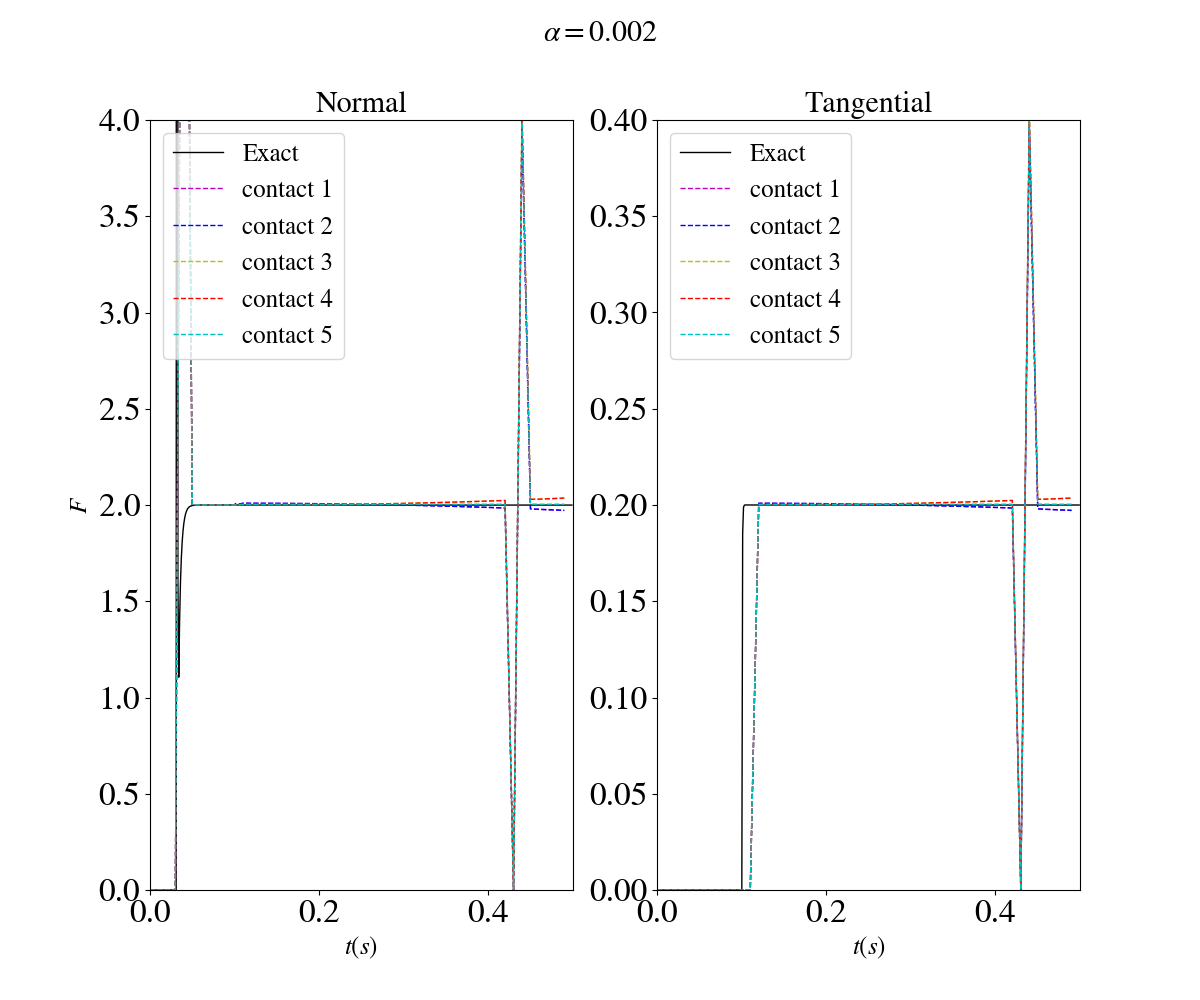 α = 0.002
Normal
4.0
3.5
3.0
2.5
2.0
1.5
1.0
0.5
0.0
F
Exact
contact 1
contact 2
contact 3
contact 4
contact 5
0.0 0.2 0.4
t(s)
Tangential
0.40
0.35
0.30
0.25
0.20
0.15
0.10
0.05
0.00
Exact
contact 1
contact 2
contact 3
contact 4
contact 5
0.0 0.2 0.4
t(s)